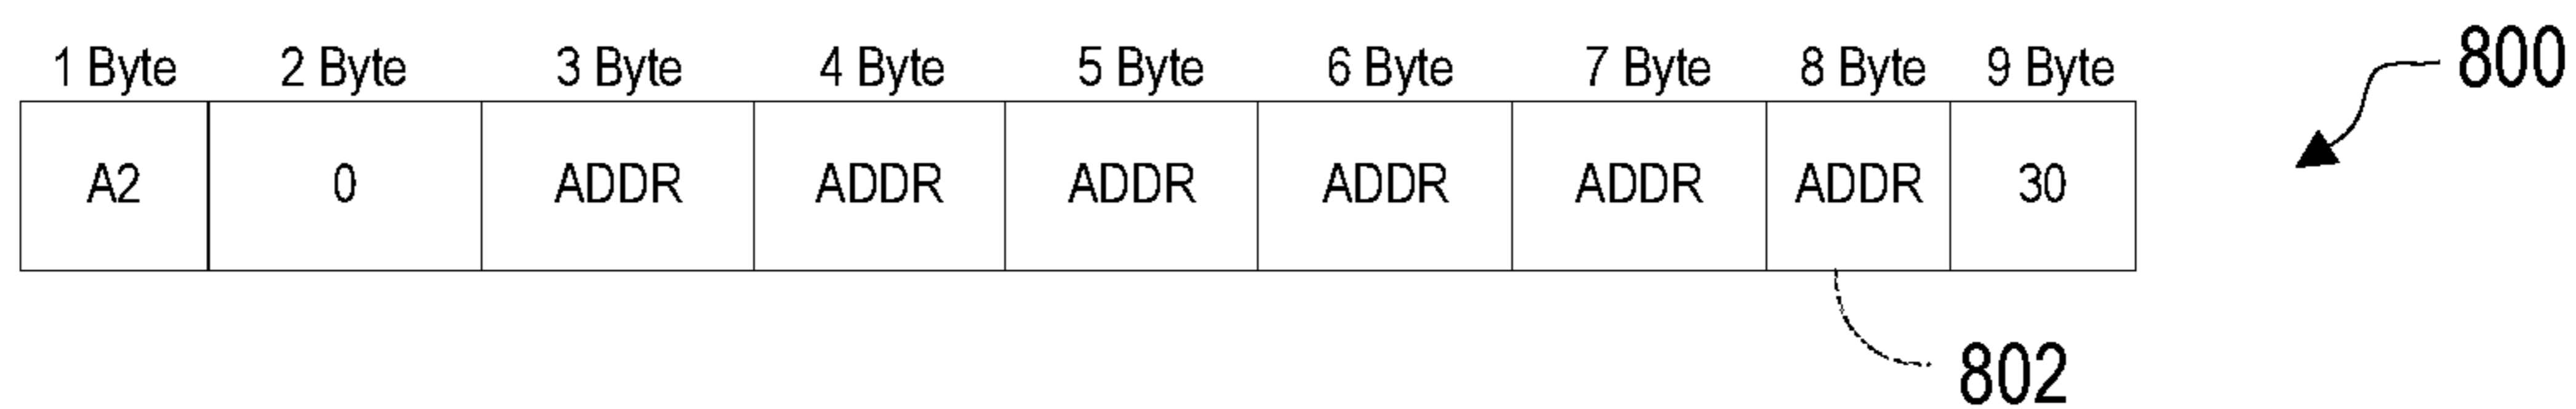 1 Byte 2 Byte 3 Byte 4 Byte 5 Byte 6 Byte 7 Byte 8 Byte 9 Byte 800
A2 0 ADDR ADDR ADDR ADDR ADDR ADDR 30
802